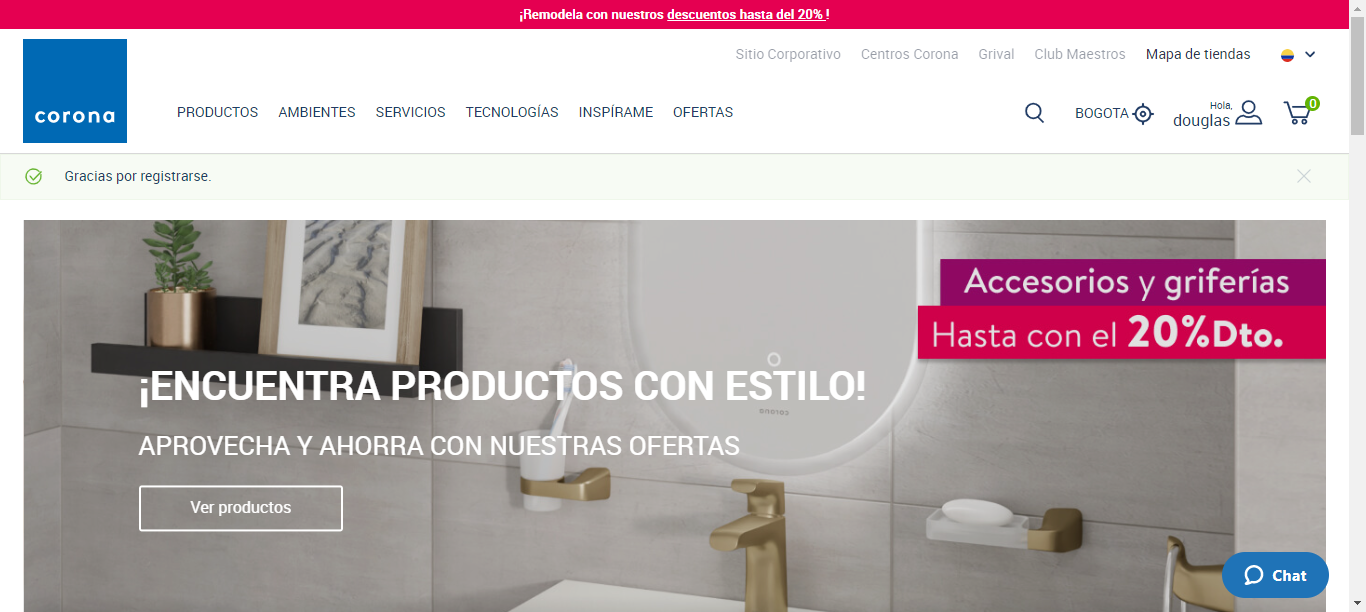 ¡Remodela con nuestros descuentos hasta del 20% !
Sitio Corporativo Centros Corona Grival Club Maestros Mapa de tiendas
corona
PRODUCTOS AMBIENTES SERVICIOS TECNOLOGÍAS INSPÍRAME OFERTAS
BOGOTA
Hola,
douglas
0
Gracias por registrarse.
Accesorios y griferías
Hasta con el 20%Dto.
¡ENCUENTRA PRODUCTOS CON ESTILO!
corona
APROVECHA Y AHORRA CON NUESTRAS OFERTAS
Ver productos
Chat